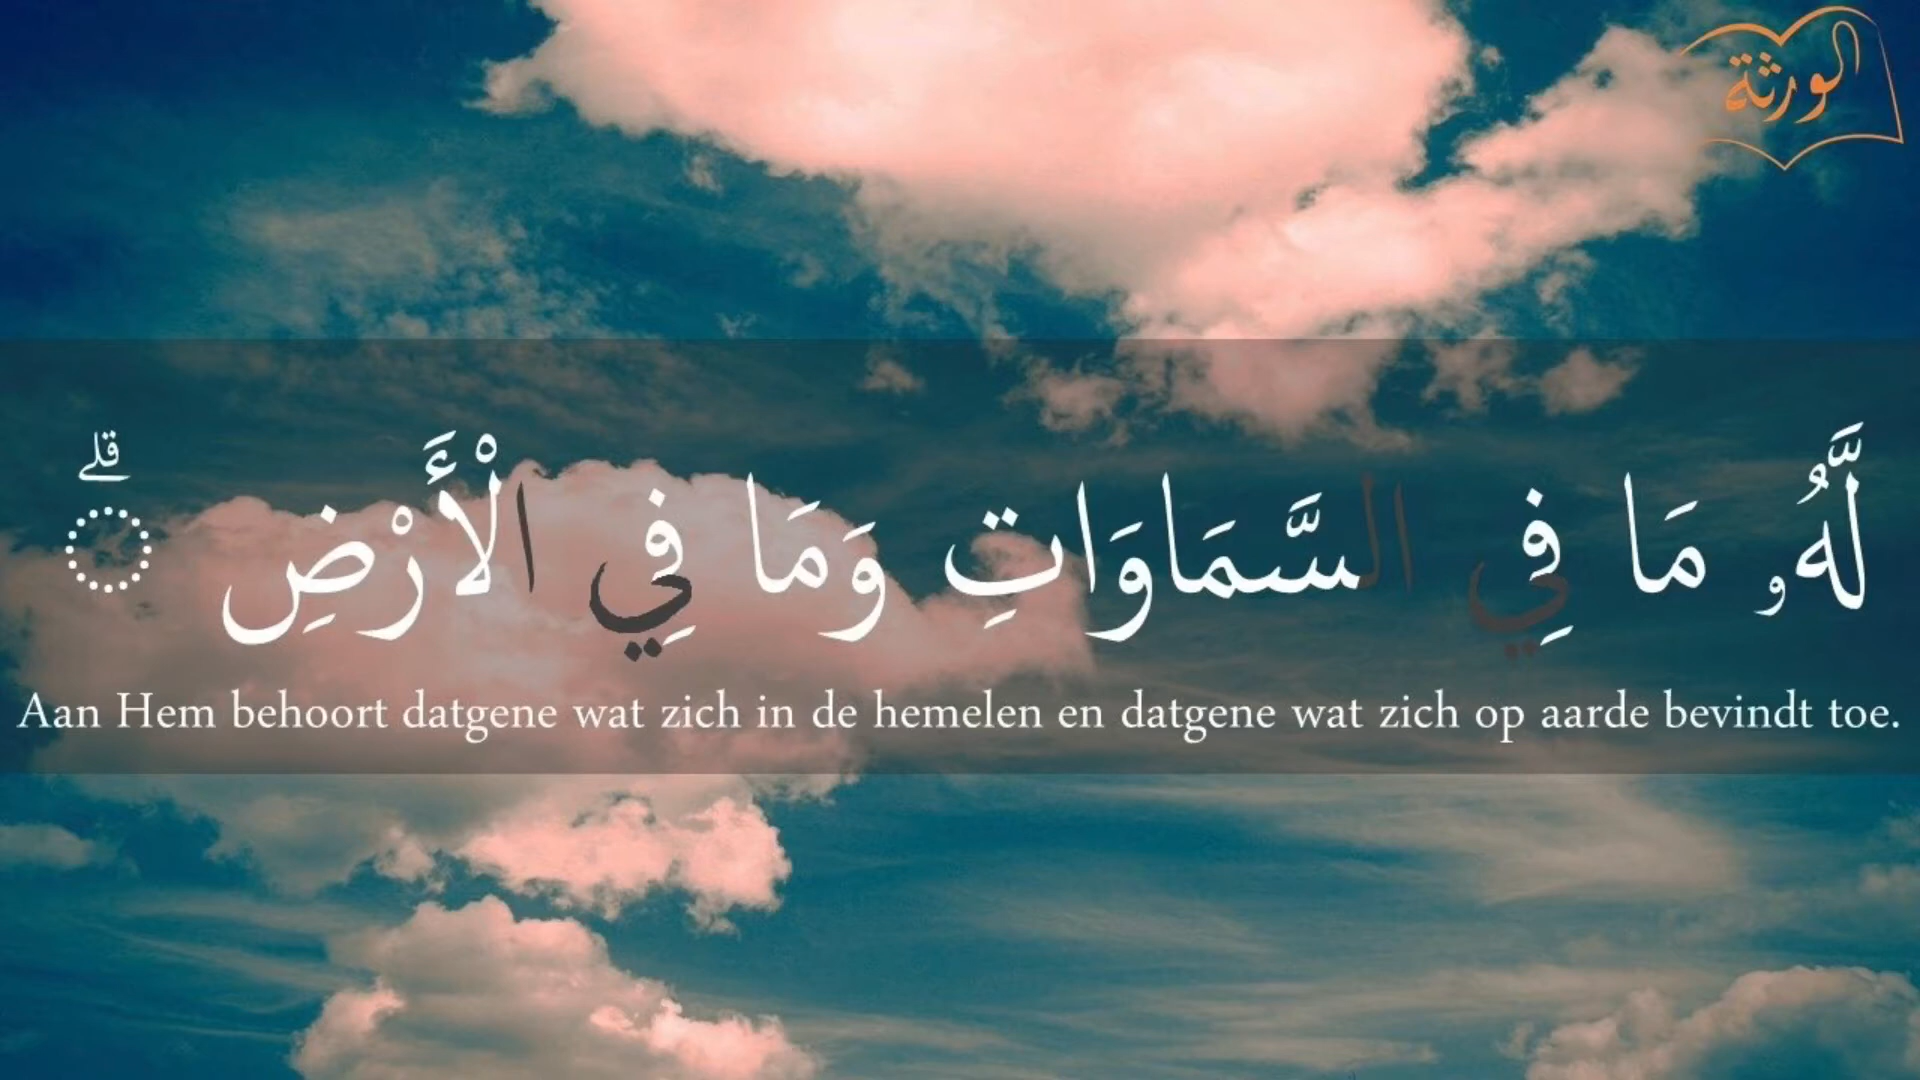 الورثة
لَّهُۥ مَا فِي السَّمَاوَاتِ وَمَا فِي الْأَرْضِ ۗ
Aan Hem behoort datgene wat zich in de hemelen en datgene wat zich op aarde bevindt toe.